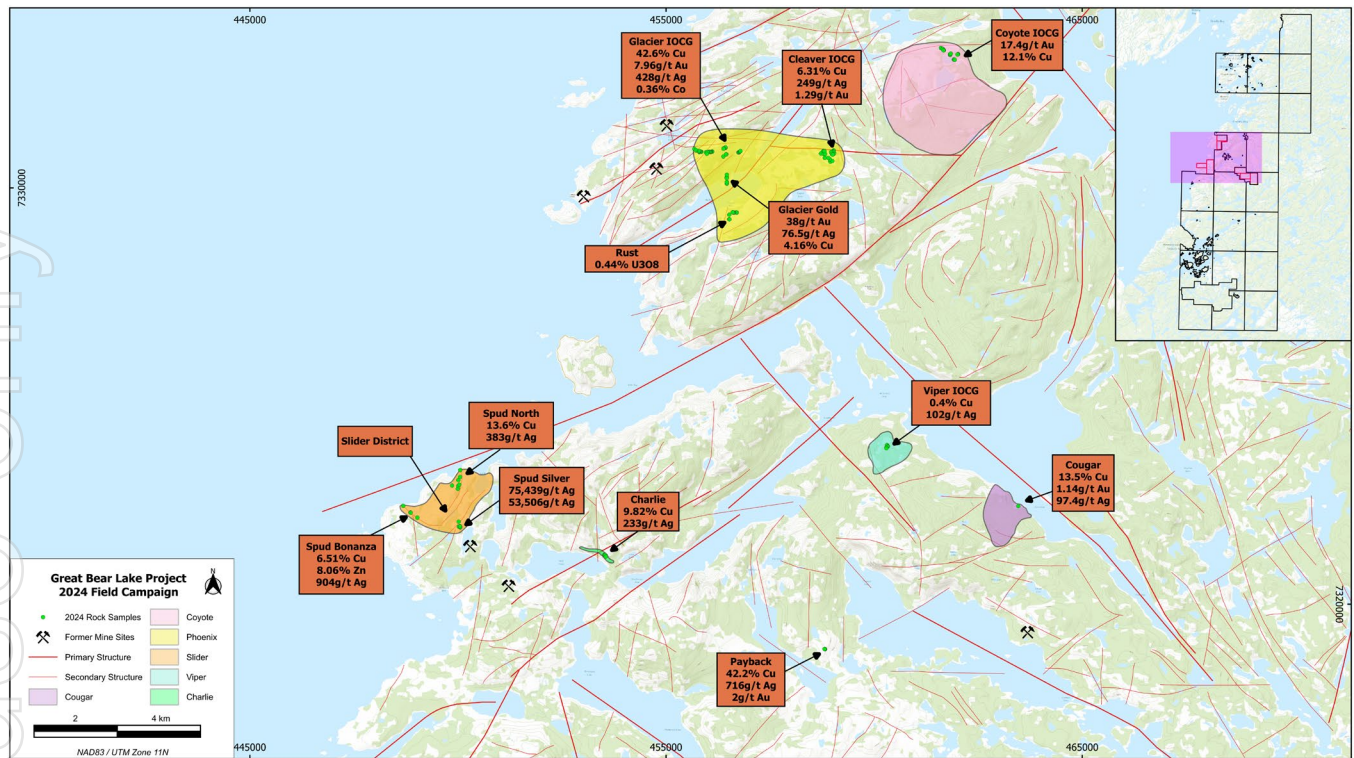 445000
455000
465000
Glacier IOCG
42.6% Cu
7.96g/t Au
428g/t Ag
0.36% Co
Cleaver IOCG
6.31% Cu
249g/t Ag
1.29g/t Au
Coyote IOCG
17.4g/t Au
12.1% Cu
7330000
Glacier Gold
38g/t Au
76.5g/t Ag
4.16% Cu
Rust
0.44% U3O8
Viper IOCG
0.4% Cu
102g/t Ag
Spud North
13.6% Cu
383g/t Ag
Slider District
Spud Silver
75,439g/t Ag
53,506g/t Ag
Charlie
9.82% Cu
233g/t Ag
Cougar
13.5% Cu
1.14g/t Au
97.4g/t Ag
Spud Bonanza
6.51% Cu
8.06% Zn
904g/t Ag
Payback
42.2% Cu
716g/t Ag
2g/t Au
7320000
Great Bear Lake Project
2024 Field Campaign
N
2024 Rock Samples
Former Mine Sites
Primary Structure
Secondary Structure
Cougar
Coyote
Phoenix
Slider
Viper
Charlie
2
4 km
NAD83 / UTM Zone 11N
445000
455000
465000